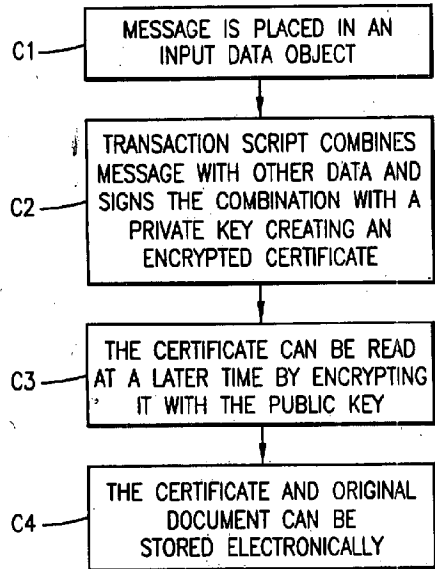 C1
MESSAGE IS PLACED IN AN
INPUT DATA OBJECT
C2
TRANSACTION SCRIPT COMBINES
MESSAGE WITH OTHER DATA AND
SIGNS THE COMBINATION WITH A
PRIVATE KEY CREATING AN
ENCRYPTED CERTIFICATE
C3
THE CERTIFICATE CAN BE READ
AT A LATER TIME BY ENCRYPTING
IT WITH THE PUBLIC KEY
C4
THE CERTIFICATE AND ORIGINAL
DOCUMENT CAN BE
STORED ELECTRONICALLY